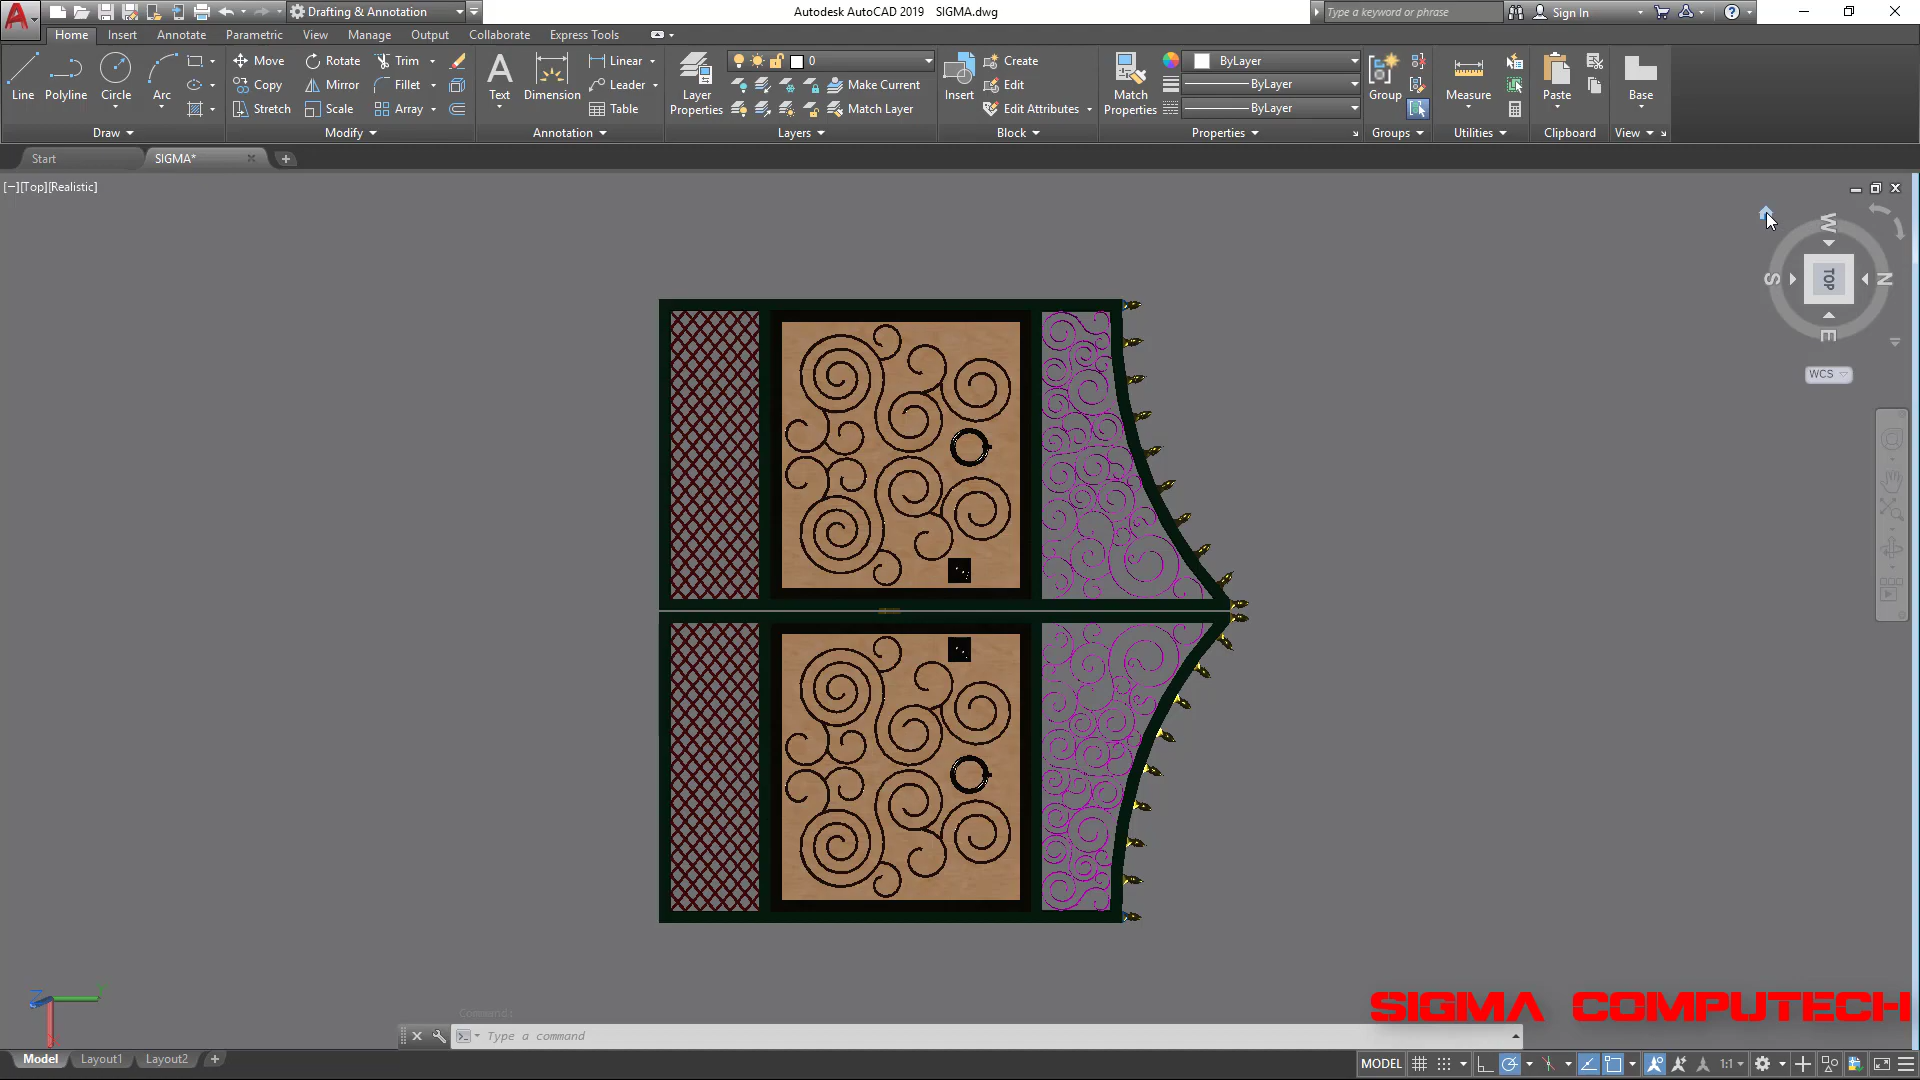 Drafting & Annotation
Autodesk AutoCAD 2019 SIGMA.dwg
Type a keyword or phrase
Sign In
Home Insert Annotate Parametric View Manage Output Collaborate Express Tools
Line Polyline Circle Arc
Move Rotate Trim
Copy Mirror Fillet
Stretch Scale Array
Text Dimension
Linear
Leader
Table
Layer Properties
0
Make Current
Match Layer
Insert
Create
Edit
Edit Attributes
Match Properties
ByLayer
ByLayer
ByLayer
Group
Measure
Paste
Base
Draw Modify Annotation Layers Block Properties Groups Utilities Clipboard View
Start SIGMA*
[−][Top][Realistic]
W
S TOP N
E
WCS
SIGMA COMPUTECH
Command:
Type a command
Model Layout1 Layout2
MODEL 1:1